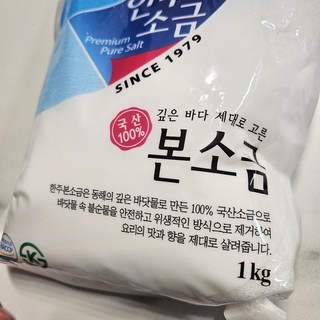 한주
소금
Premium
Pure Salt
SINCE 1979
깊은 바다 제대로 고른
국산
100%
본소금
한주본소금은 동해의 깊은 바닷물로 만든 100% 국산소금으로
바닷물 속 불순물을 안전하고 위생적인 방식으로 제거하여
요리의 맛과 향을 제대로 살려줍니다.
1kg